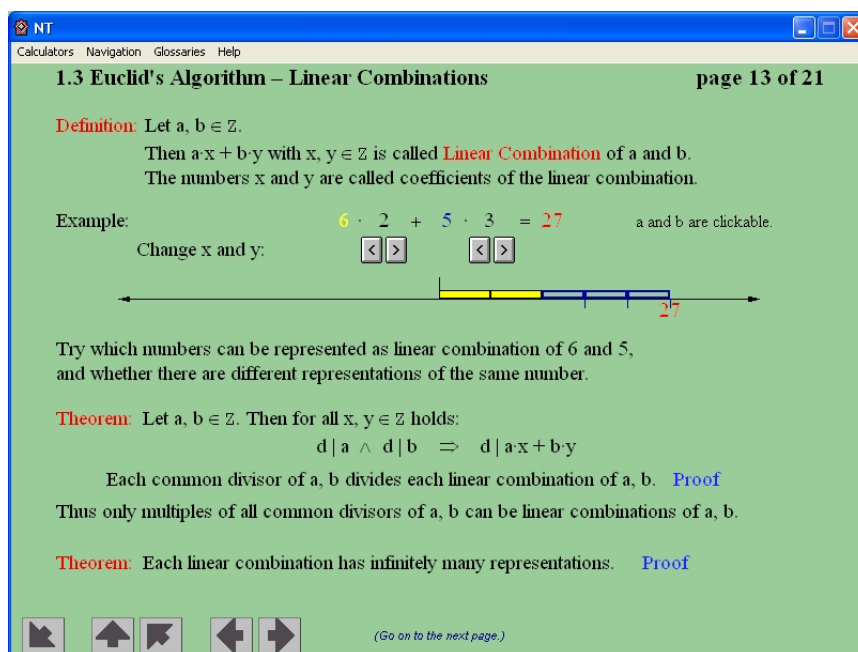 NT
Calculators Navigation Glossaries Help
1.3 Euclid's Algorithm – Linear Combinations page 13 of 21
Definition: Let a, b ∈ ℤ.
Then a·x + b·y with x, y ∈ ℤ is called Linear Combination of a and b.
The numbers x and y are called coefficients of the linear combination.
Example: 6 · 2 + 5 · 3 = 27 a and b are clickable.
Change x and y: < > < >
27
Try which numbers can be represented as linear combination of 6 and 5,
and whether there are different representations of the same number.
Theorem: Let a, b ∈ ℤ. Then for all x, y ∈ ℤ holds:
d | a ∧ d | b ⇒ d | a·x + b·y
Each common divisor of a, b divides each linear combination of a, b. Proof
Thus only multiples of all common divisors of a, b can be linear combinations of a, b.
Theorem: Each linear combination has infinitely many representations. Proof
(Go on to the next page.)